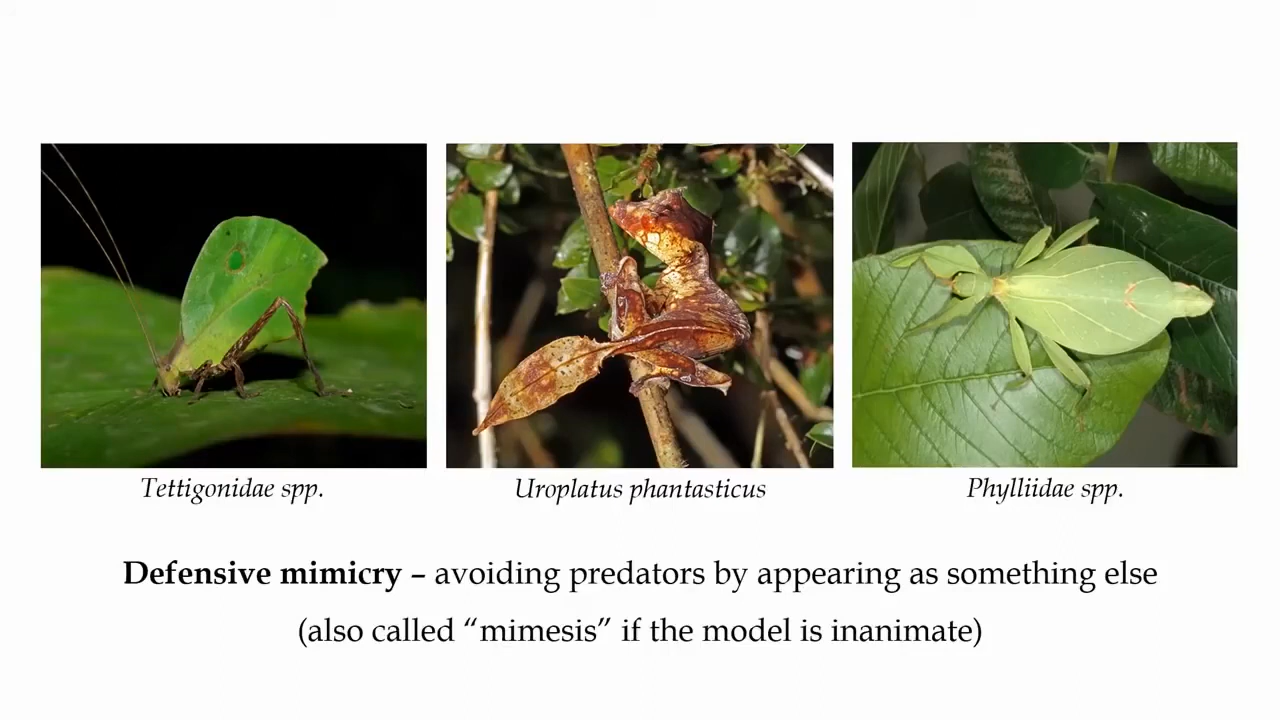 Tettigonidae spp.
Uroplatus phantasticus
Phylliidae spp.
Defensive mimicry – avoiding predators by appearing as something else
(also called “mimesis” if the model is inanimate)